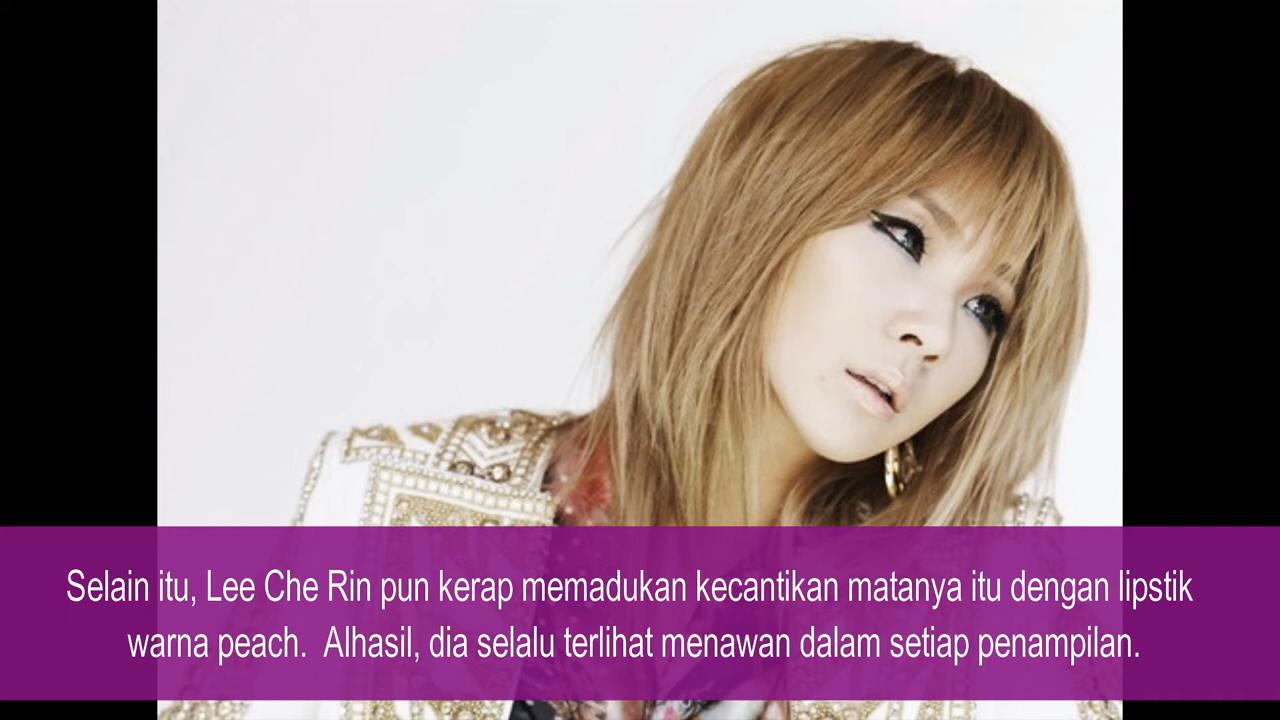 Selain itu, Lee Che Rin pun kerap memadukan kecantikan matanya itu dengan lipstik
warna peach.  Alhasil, dia selalu terlihat menawan dalam setiap penampilan.